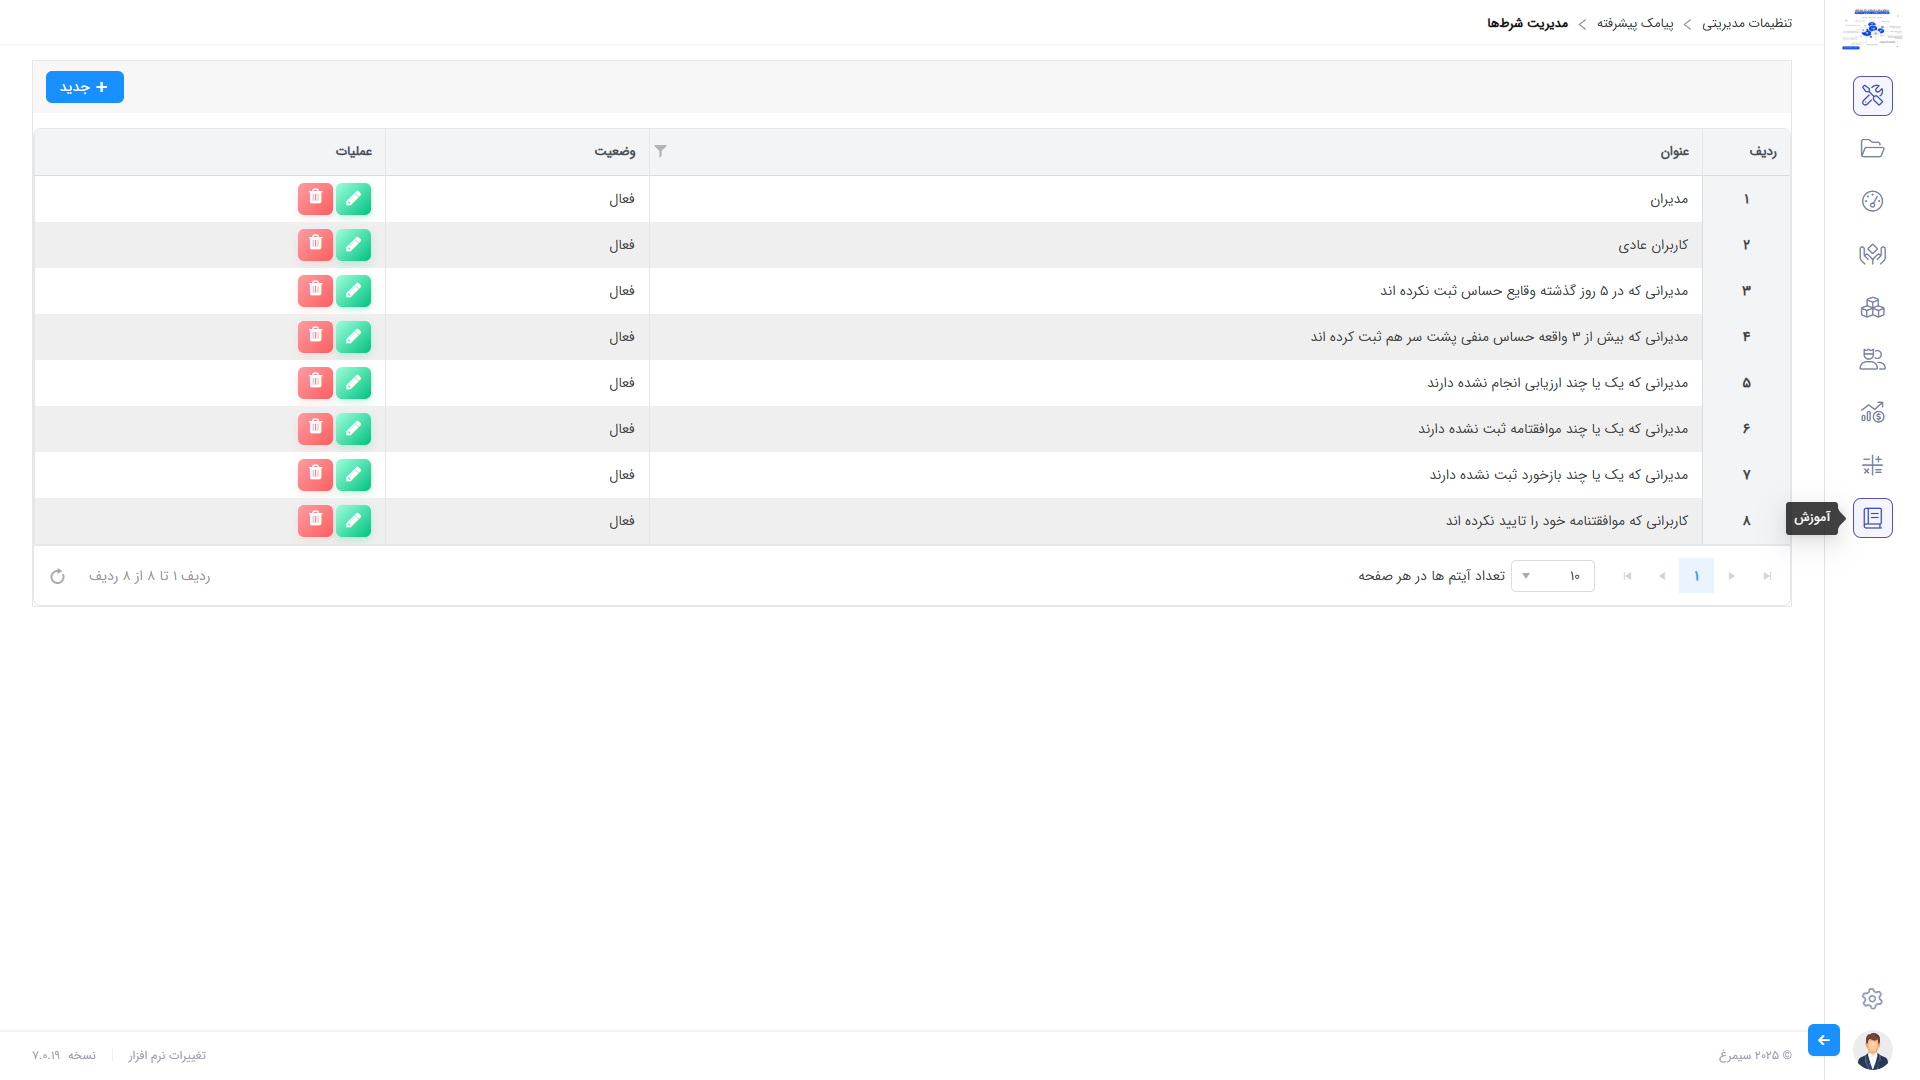 تنظیمات مدیریتی > پیامک پیشرفته > مدیریت شرط‌ها
+ جدید
ردیف عنوان وضعیت عملیات
۱ مدیران فعال
۲ کاربران عادی فعال
۳ مدیرانی که در ۵ روز گذشته وقایع حساس ثبت نکرده اند فعال
۴ مدیرانی که بیش از ۳ واقعه حساس منفی پشت سر هم ثبت کرده اند فعال
۵ مدیرانی که یک یا چند ارزیابی انجام نشده دارند فعال
۶ مدیرانی که یک یا چند موافقتامه ثبت نشده دارند فعال
۷ مدیرانی که یک یا چند بازخورد ثبت نشده دارند فعال
۸ کاربرانی که موافقتنامه خود را تایید نکرده اند فعال
آموزش
۱ ۱۰ تعداد آیتم ها در هر صفحه ردیف ۱ تا ۸ از ۸ ردیف
© ۲۰۲۵ سیمرغ تغییرات نرم افزار نسخه ۷.۰.۱۹